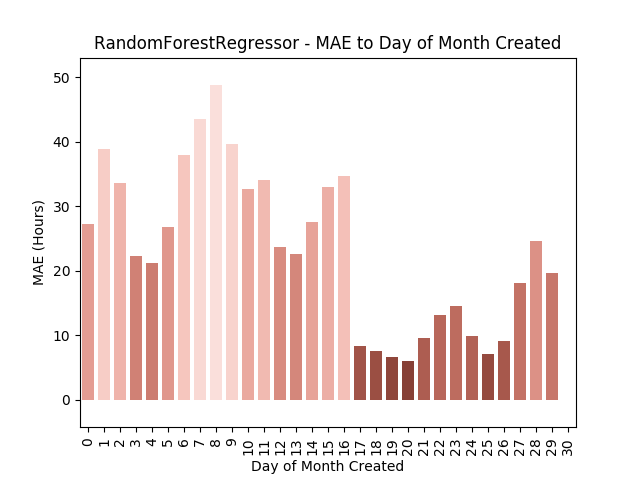 RandomForestRegressor - MAE to Day of Month Created
MAE (Hours)
50
40
30
20
10
0
0 1 2 3 4 5 6 7 8 9 10 11 12 13 14 15 16 17 18 19 20 21 22 23 24 25 26 27 28 29 30
Day of Month Created